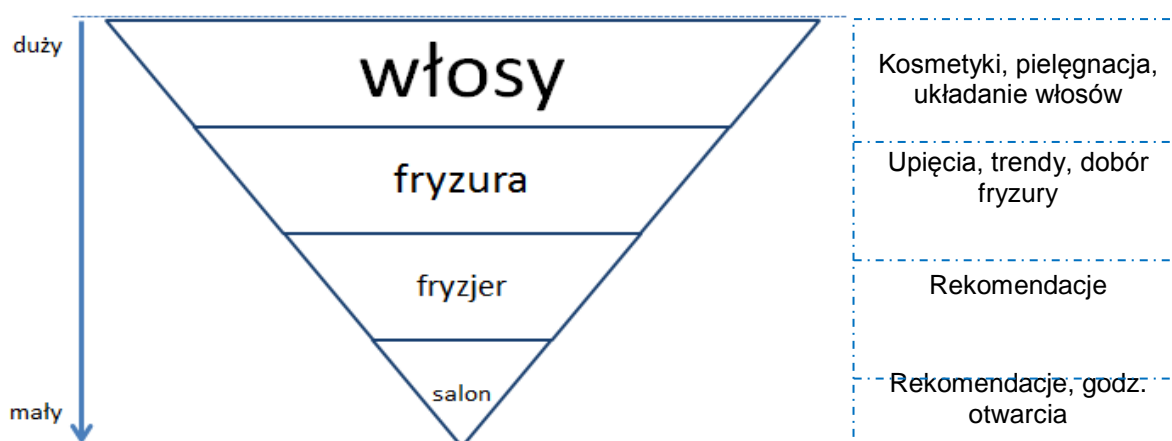 duży
włosy
Kosmetyki, pielęgnacja,
układanie włosów
fryzura
Upięcia, trendy, dobór
fryzury
fryzjer
Rekomendacje
salon
Rekomendacje, godz.
otwarcia
mały